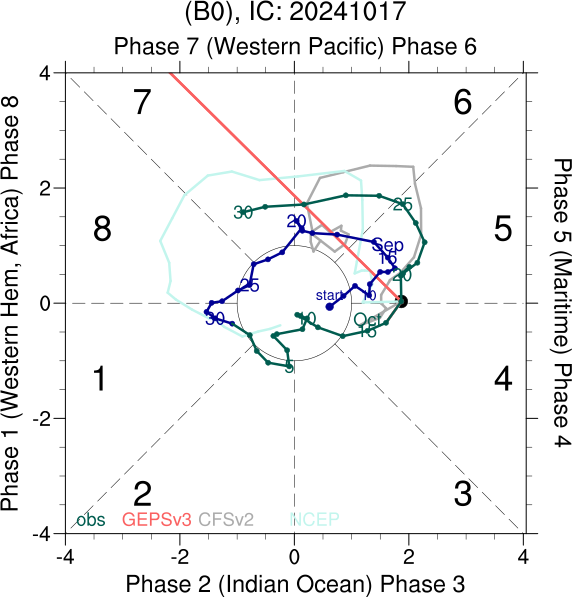 (B0), IC: 20241017
Phase 7 (Western Pacific) Phase 6
4
7
6
2
30
25
20
Sep
8
5
15
20
25
start
10
0
30
10
Oct
15
5
1
4
-2
2
3
obs GEPSv3 CFSv2 NCEP
-4
-4 -2 0 2 4
Phase 2 (Indian Ocean) Phase 3
Phase 1 (Western Hem, Africa) Phase 8
Phase 5 (Maritime) Phase 4